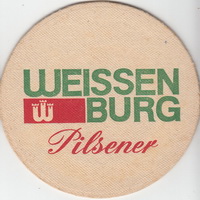 WEISSEN
W BURG
Pilsener